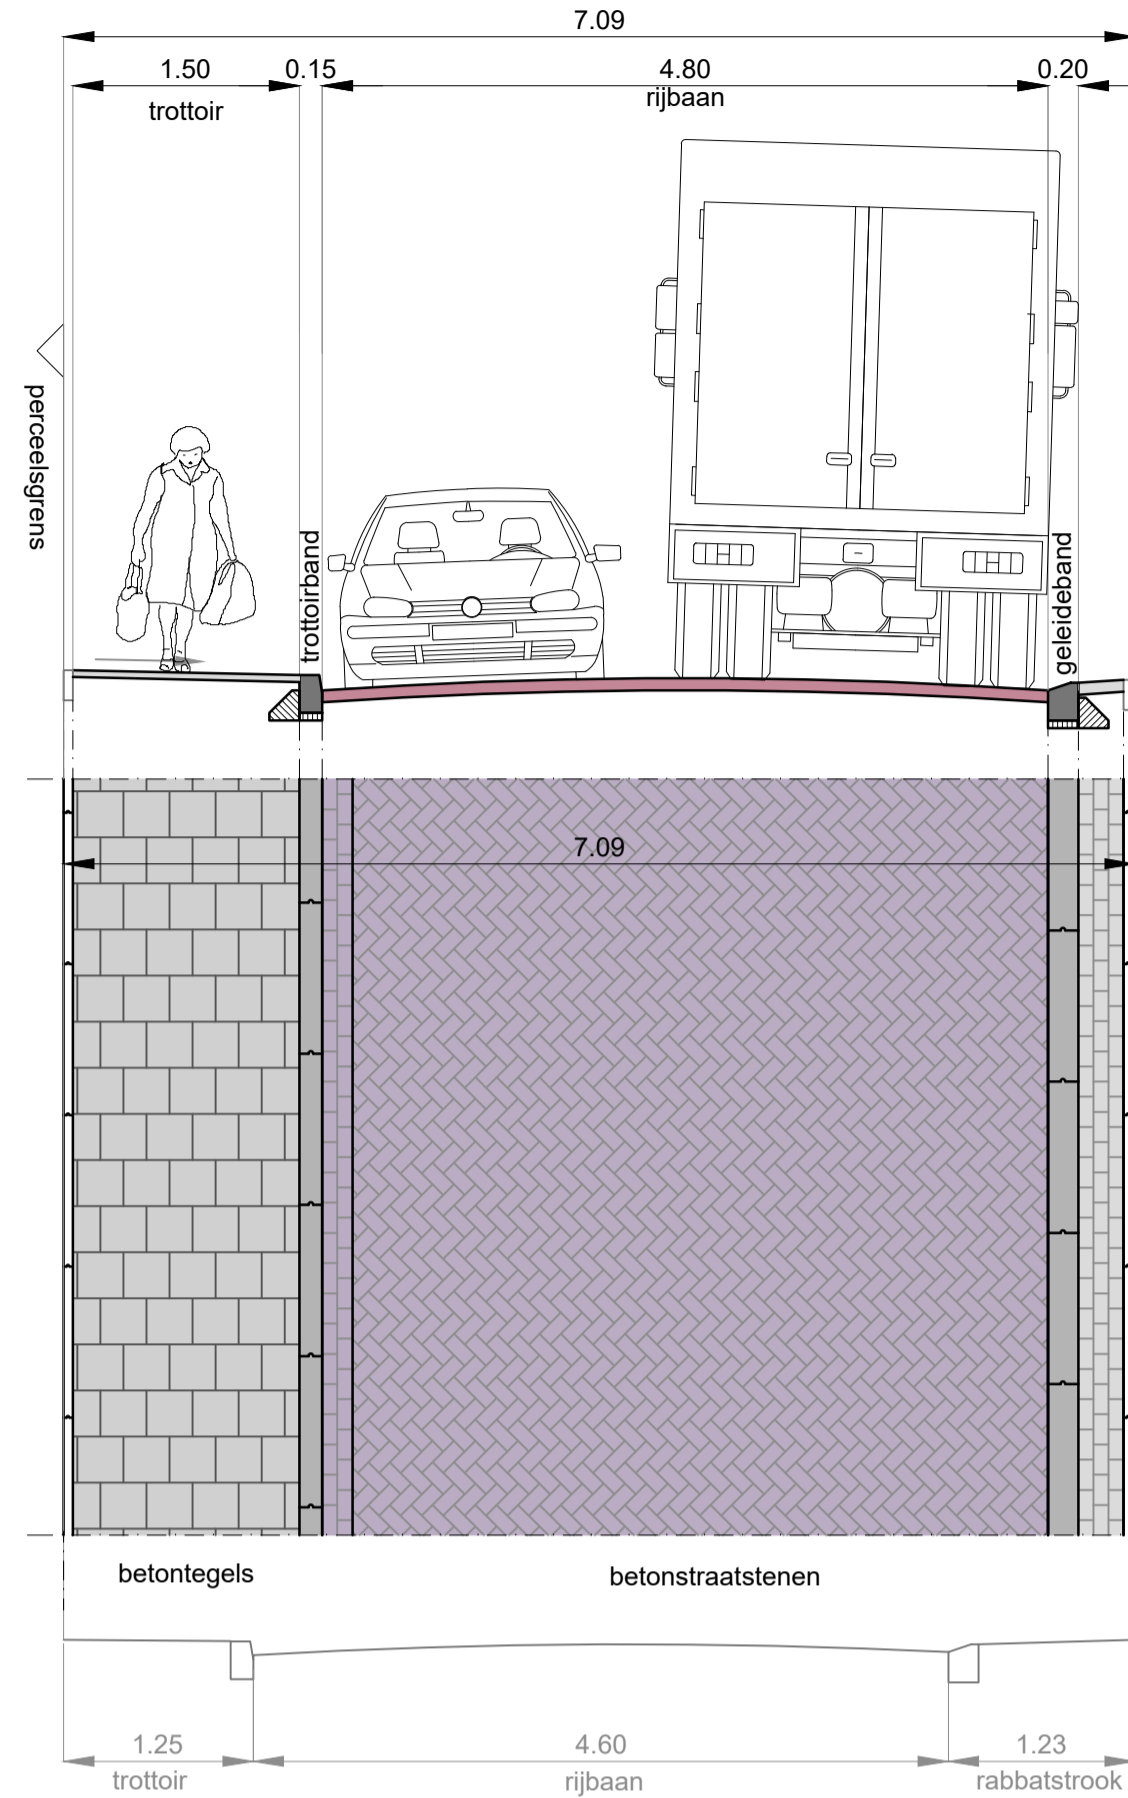 7.09
1.50 0.15 4.80 0.20
trottoir rijbaan
perceelsgrens
trottoirband
geleideband
7.09
betontegels betonstraatstenen
1.25 4.60 1.23
trottoir rijbaan rabbatstrook